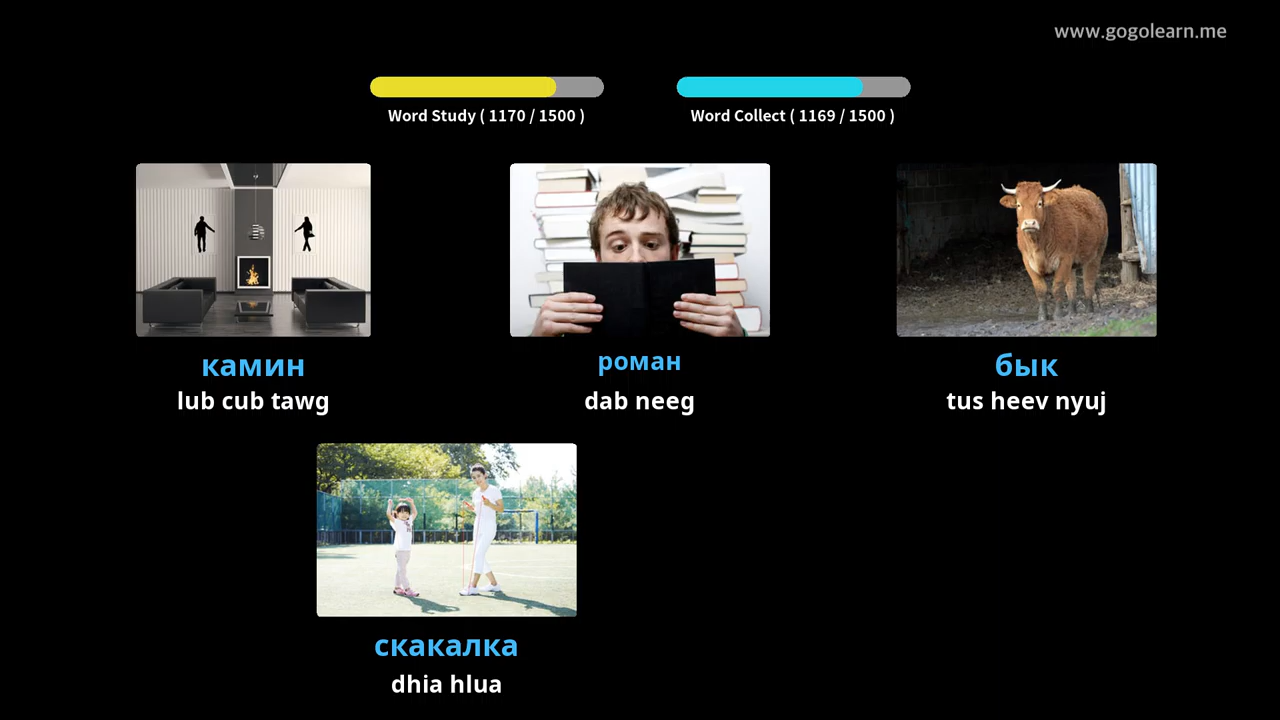 www.gogolearn.me
Word Study ( 1170 / 1500 )
Word Collect ( 1169 / 1500 )
камин
lub cub tawg
роман
dab neeg
бык
tus heev nyuj
скакалка
dhia hlua